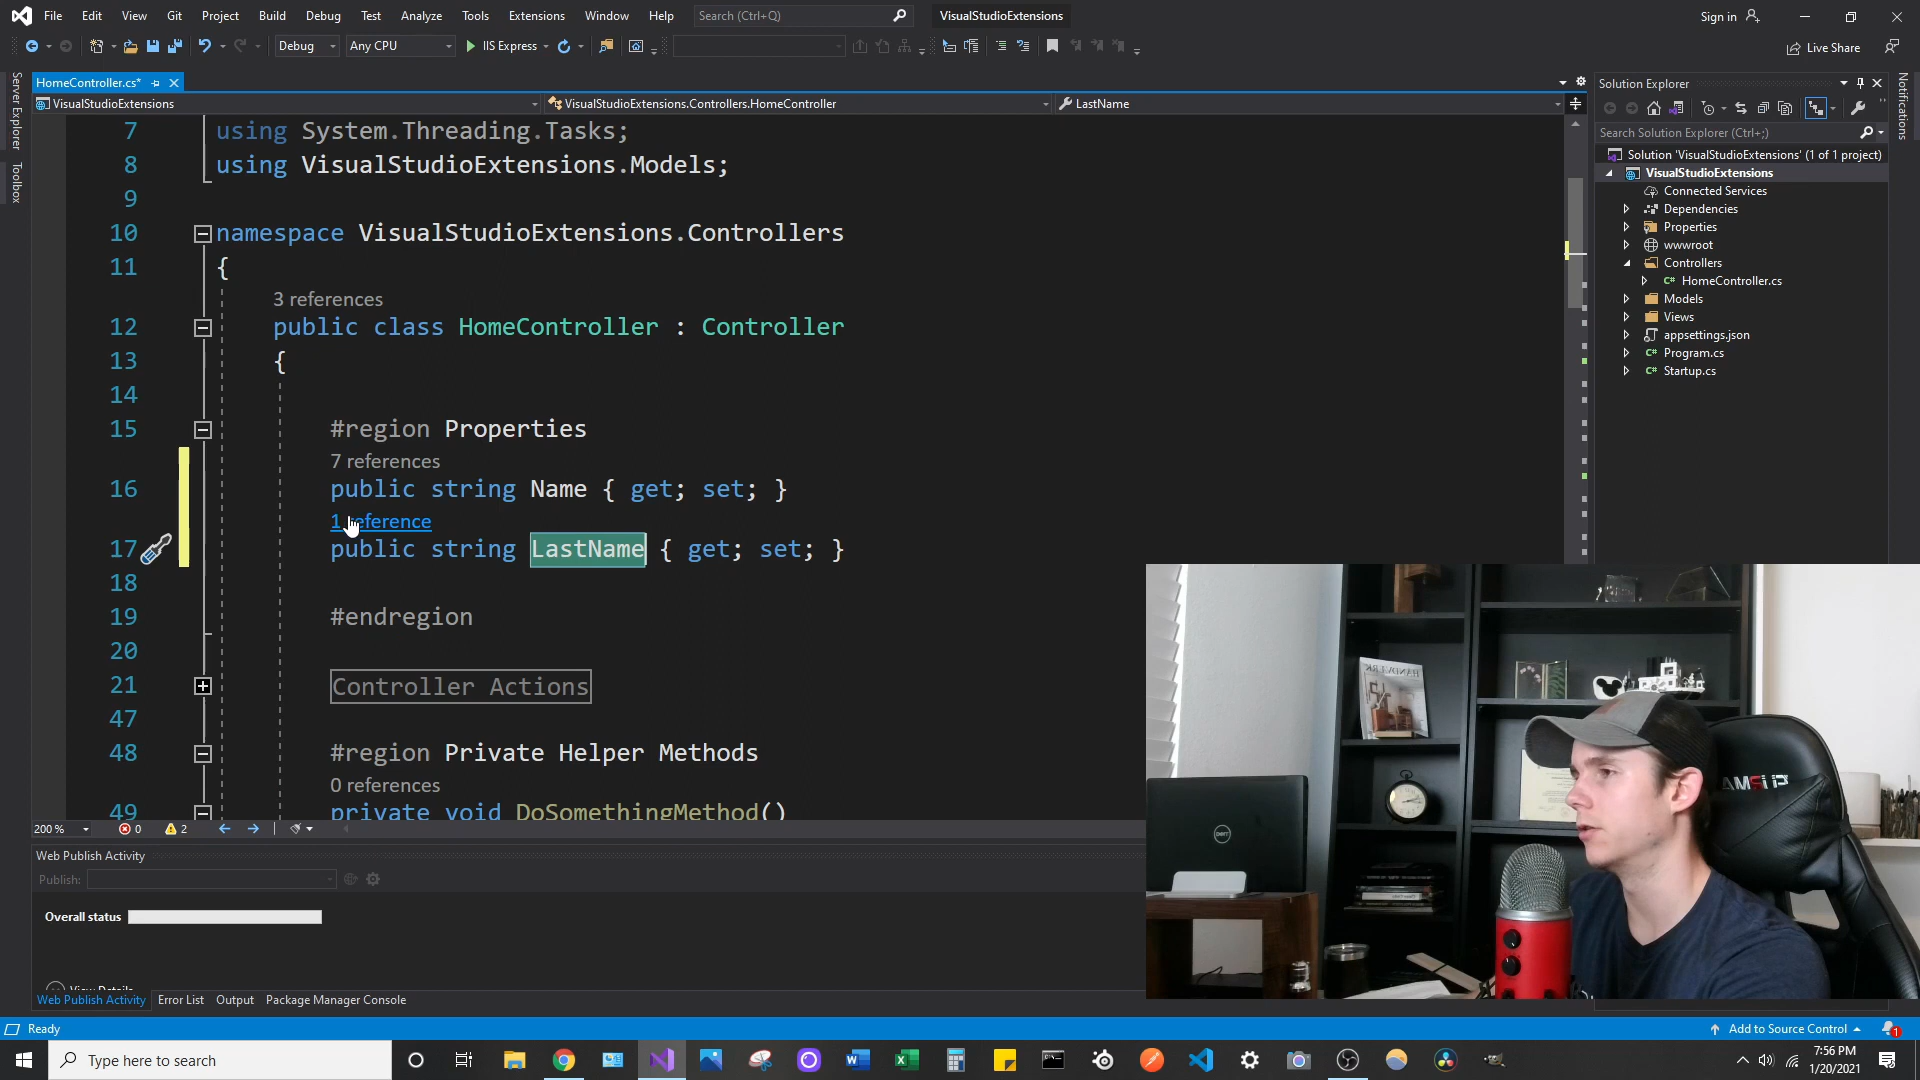 File Edit View Git Project Build Debug Test Analyze Tools Extensions Window Help Search (Ctrl+Q) VisualStudioExtensions Sign in
Debug Any CPU IIS Express Live Share
Server Explorer
Toolbox
HomeController.cs*
VisualStudioExtensions VisualStudioExtensions.Controllers.HomeController LastName
7 using System.Threading.Tasks;
8 using VisualStudioExtensions.Models;
9
10 namespace VisualStudioExtensions.Controllers
11 {
3 references
12 public class HomeController : Controller
13 {
14
15 #region Properties
7 references
16 public string Name { get; set; }
1 reference
17 public string LastName { get; set; }
18
19 #endregion
20
21 Controller Actions
47
48 #region Private Helper Methods
0 references
49 private void DoSomethingMethod()
200 % 0 2
Web Publish Activity
Publish:
Overall status
View Details
Web Publish Activity Error List Output Package Manager Console
Solution Explorer
Search Solution Explorer (Ctrl+;)
Solution 'VisualStudioExtensions' (1 of 1 project)
VisualStudioExtensions
Connected Services
Dependencies
Properties
wwwroot
Controllers
C# HomeController.cs
Models
Views
appsettings.json
C# Program.cs
C# Startup.cs
Notifications
HANDVÆRK
DELL
Ready Add to Source Control 1
Type here to search
7:56 PM
1/20/2021